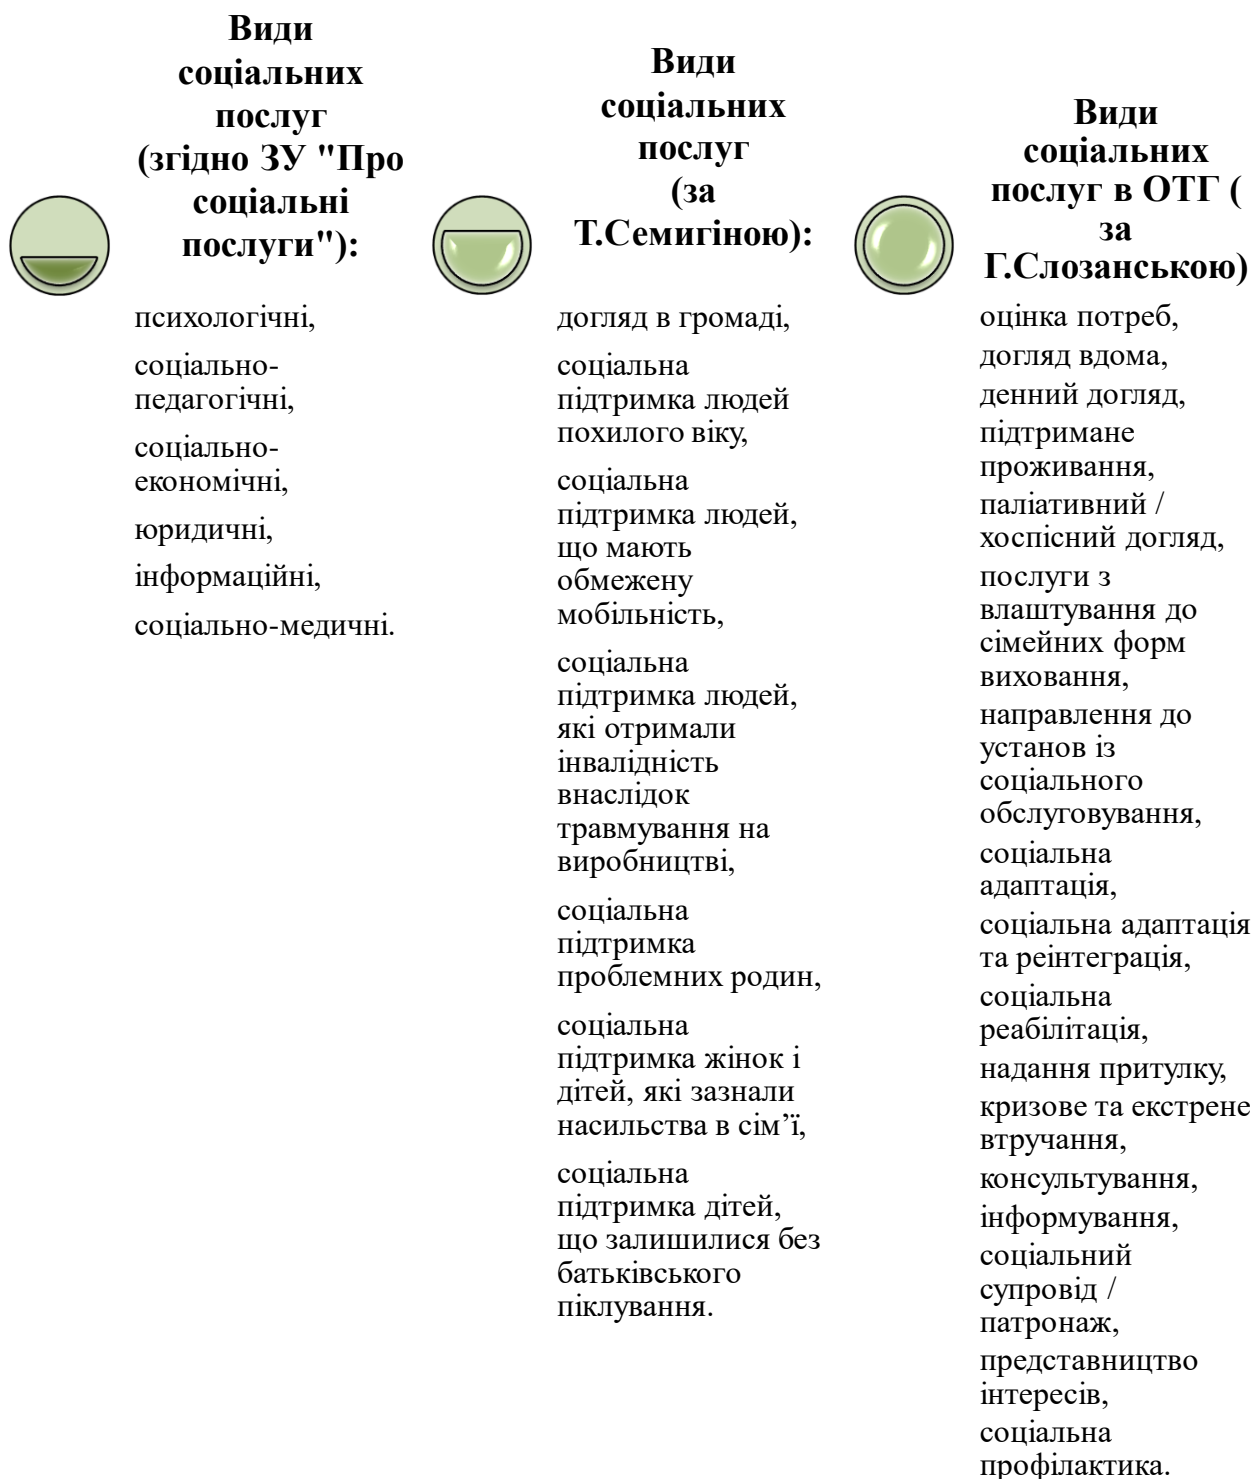 Види
соціальних
послуг
(згідно ЗУ "Про
соціальні
послуги"):
психологічні,
соціально-
педагогічні,
соціально-
економічні,
юридичні,
інформаційні,
соціально-медичні.
Види
соціальних
послуг
(за
Т.Семигіною):
догляд в громаді,
соціальна
підтримка людей
похилого віку,
соціальна
підтримка людей,
що мають
обмежену
мобільність,
соціальна
підтримка людей,
які отримали
інвалідність
внаслідок
травмування на
виробництві,
соціальна
підтримка
проблемних родин,
соціальна
підтримка жінок і
дітей, які зазнали
насильства в сім’ї,
соціальна
підтримка дітей,
що залишилися без
батьківського
піклування.
Види
соціальних
послуг в ОТГ (
за
Г.Слозанською)
оцінка потреб,
догляд вдома,
денний догляд,
підтримане
проживання,
паліативний /
хоспісний догляд,
послуги з
влаштування до
сімейних форм
виховання,
направлення до
установ із
соціального
обслуговування,
соціальна
адаптація,
соціальна адаптація
та реінтеграція,
соціальна
реабілітація,
надання притулку,
кризове та екстрене
втручання,
консультування,
інформування,
соціальний
супровід /
патронаж,
представництво
інтересів,
соціальна
профілактика.